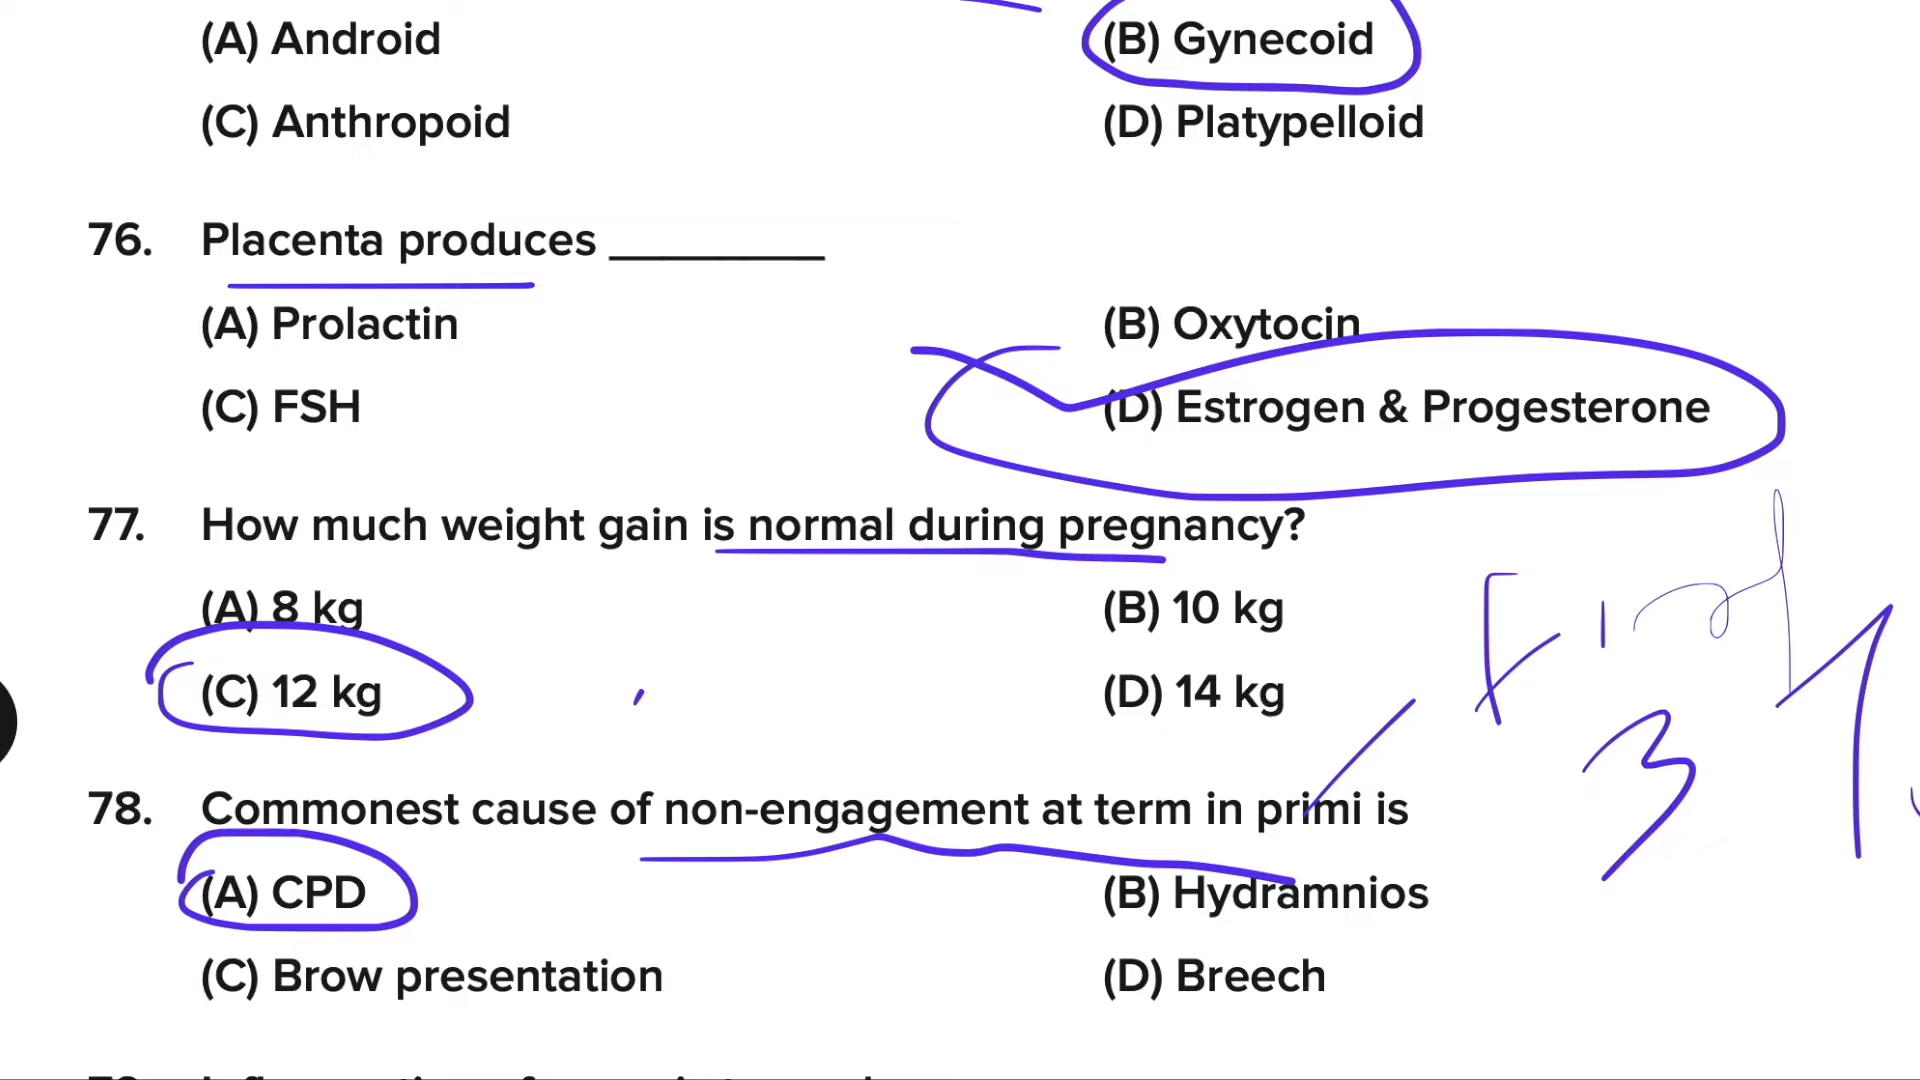 (A) Android (B) Gynecoid
(C) Anthropoid (D) Platypelloid
76. Placenta produces _________
(A) Prolactin (B) Oxytocin
(C) FSH (D) Estrogen & Progesterone
77. How much weight gain is normal during pregnancy?
(A) 8 kg (B) 10 kg
(C) 12 kg (D) 14 kg
78. Commonest cause of non-engagement at term in primi is
(A) CPD (B) Hydramnios
(C) Brow presentation (D) Breech